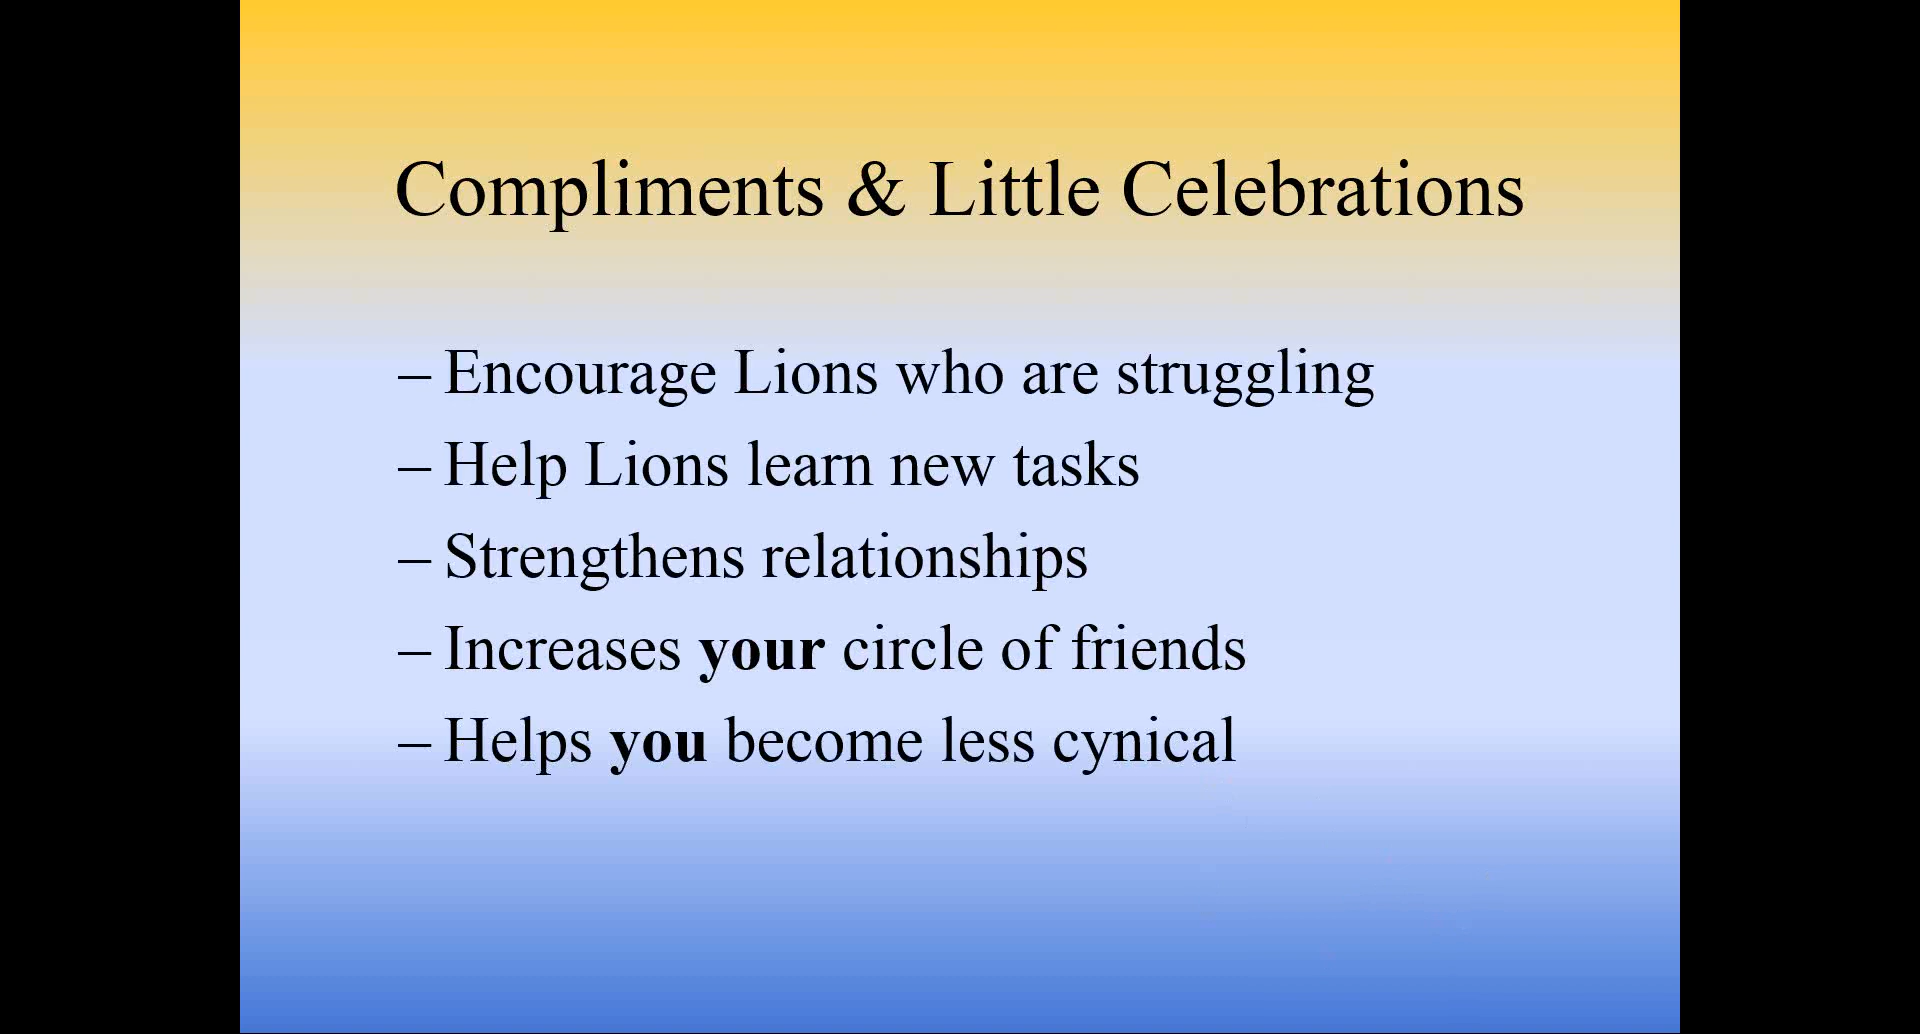 Compliments & Little Celebrations
– Encourage Lions who are struggling
– Help Lions learn new tasks
– Strengthens relationships
– Increases your circle of friends
– Helps you become less cynical